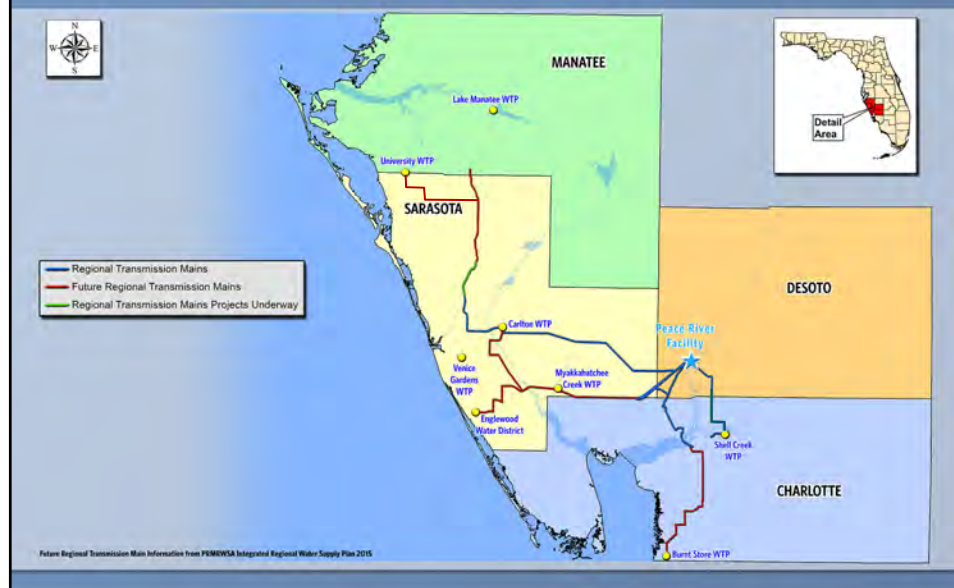 N
W
E
S
MANATEE
Lake Manatee WTP
Detail
Area
University WTP
SARASOTA
Regional Transmission Mains
Future Regional Transmission Mains
Regional Transmission Mains Projects Underway
DESOTO
Carlton WTP
Peace River
Facility
Venice
Gardens
WTP
Myakkahatchee
Creek WTP
Englewood
Water District
Shell Creek
WTP
CHARLOTTE
Future Regional Transmission Main Information from PRMRWSA Integrated Regional Water Supply Plan 2015
Burnt Store WTP